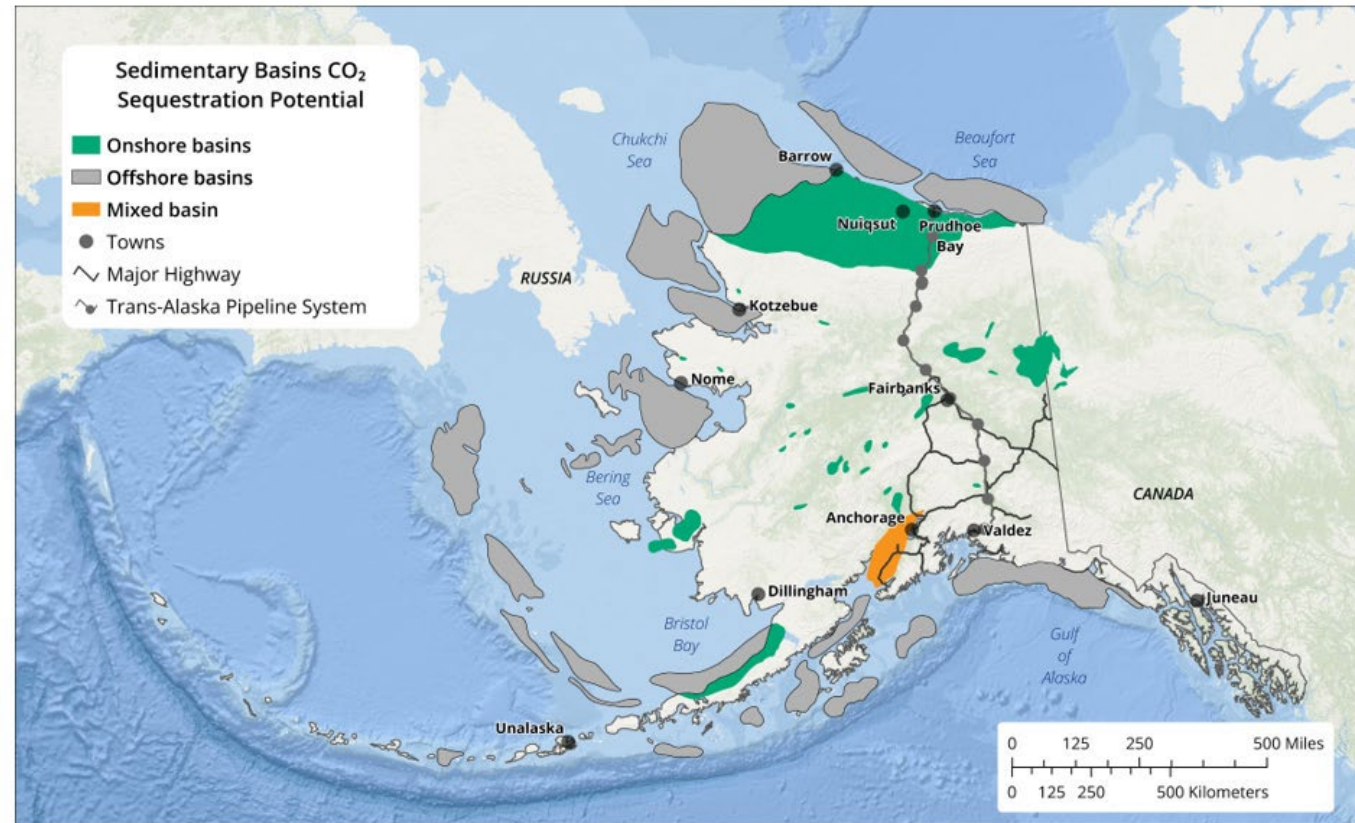 Sedimentary Basins CO₂
Sequestration Potential
Onshore basins
Offshore basins
Mixed basin
Towns
Major Highway
Trans-Alaska Pipeline System
Chukchi
Sea
Barrow
Beaufort
Sea
Nuiqsut
Prudhoe
Bay
RUSSIA
Kotzebue
Nome
Fairbanks
Bering
Sea
CANADA
Anchorage
Valdez
Dillingham
Juneau
Bristol
Bay
Gulf
of
Alaska
Unalaska
0 125 250 500 Miles
0 125 250 500 Kilometers